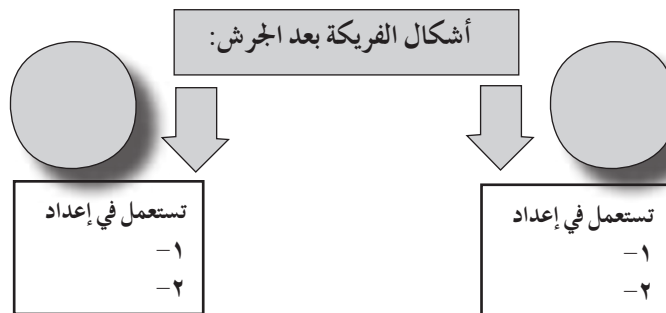 أشكال الفريكة بعد الجرش:
تستعمل في إعداد
١–
٢–
تستعمل في إعداد
١–
٢–